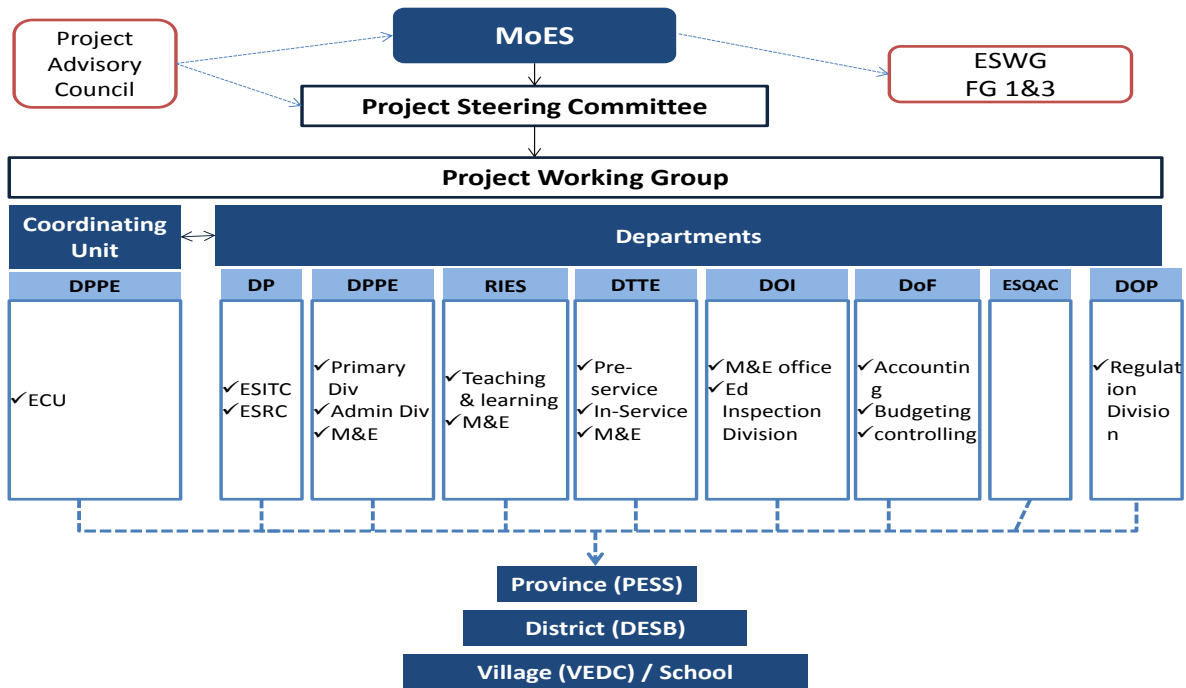 Project
Advisory
Council
MoES
ESWG
FG 1&3
Project Steering Committee
Project Working Group
Coordinating
Unit
Departments
DPPE
DP
DPPE
RIES
DTTE
DOI
DoF
ESQAC
DOP
✓ECU
✓ESITC
✓ESRC
✓Primary
Div
✓Admin Div
✓M&E
✓Teaching
& learning
✓M&E
✓Pre-
service
✓In-Service
✓M&E
✓M&E office
✓Ed
Inspection
Division
✓Accountin
g
✓Budgeting
✓controlling
✓Regulat
ion
Divisio
n
Province (PESS)
District (DESB)
Village (VEDC) / School